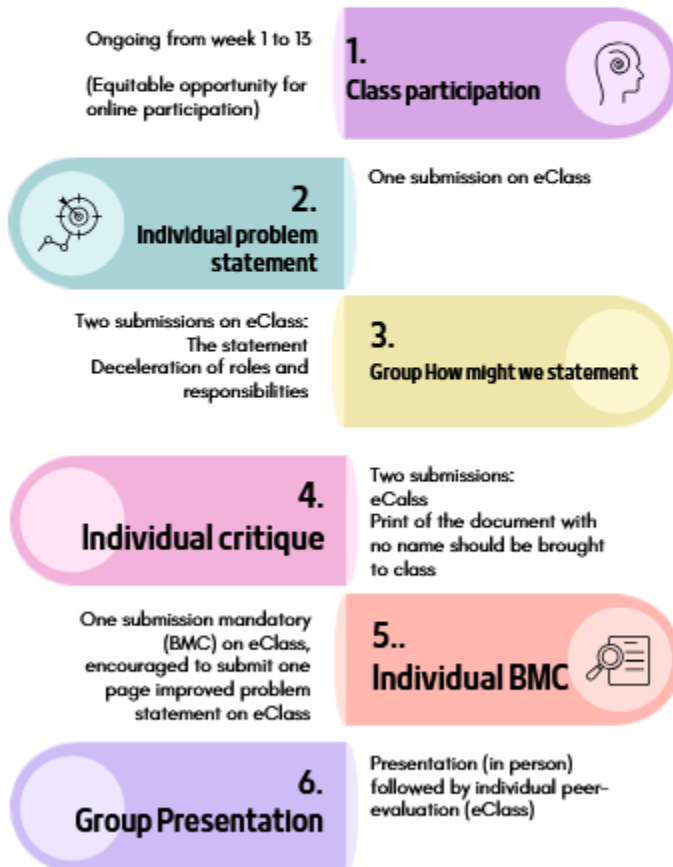 Ongoing from week 1 to 13
(Equitable opportunity for
online participation)
1.
Class participation
2.
Individual problem
statement
One submission on eClass
Two submissions on eClass:
The statement
Deceleration of roles and
responsibilities
3.
Group How might we statement
4.
Individual critique
Two submissions:
eCalss
Print of the document with
no name should be brought
to class
One submission mandatory
(BMC) on eClass,
encouraged to submit one
page improved problem
statement on eClass
5..
Individual BMC
6.
Group Presentation
Presentation (in person)
followed by individual peer-
evaluation (eClass)